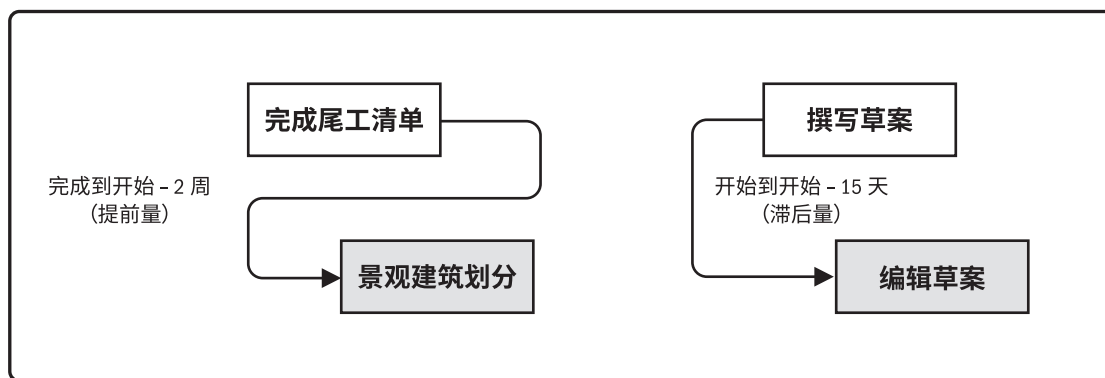 完成尾工清单
完成到开始 – 2 周
（提前量）
景观建筑划分
撰写草案
开始到开始 – 15 天
（滞后量）
编辑草案